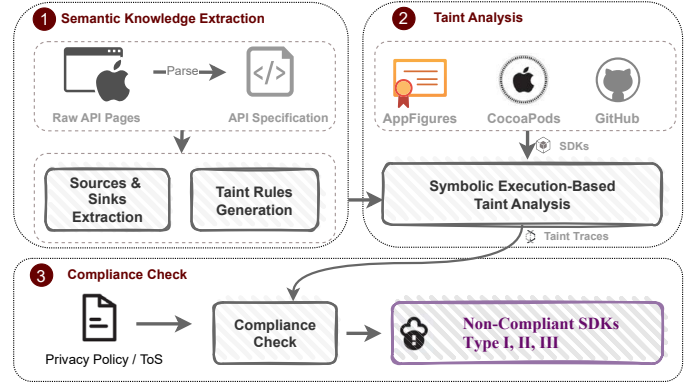 1 Semantic Knowledge Extraction
Parse
</>
Raw API Pages
API Specification
Sources &
Sinks
Extraction
Taint Rules
Generation
2 Taint Analysis
AppFigures
CocoaPods
GitHub
SDKs
Symbolic Execution-Based
Taint Analysis
Taint Traces
3 Compliance Check
Privacy Policy / ToS
Compliance
Check
Non-Compliant SDKs
Type I, II, III